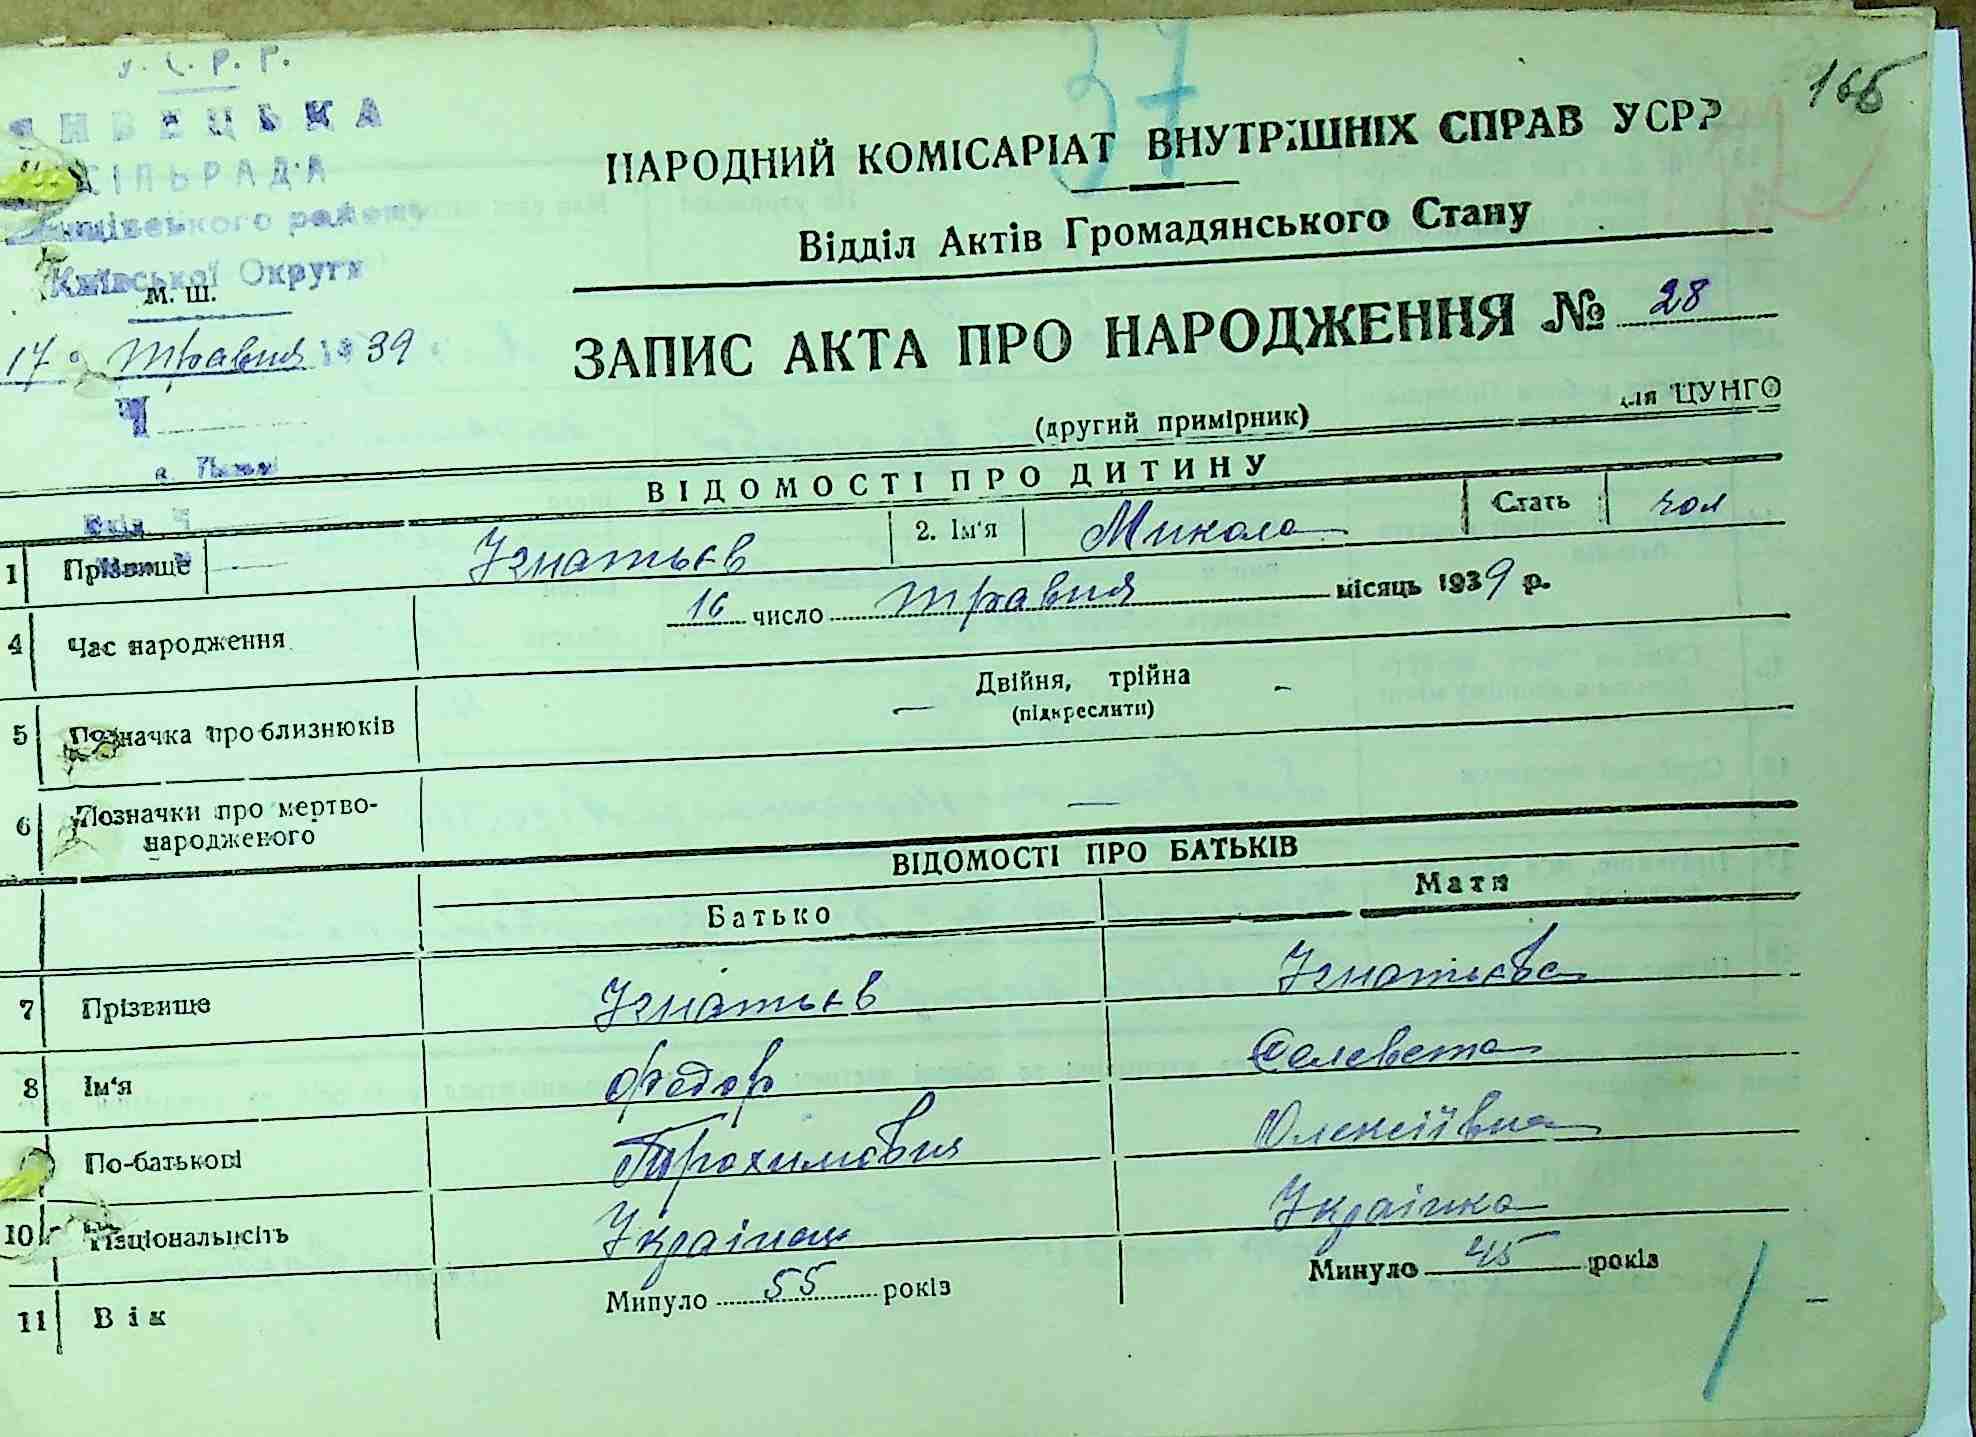 У.С.Р.Р.
37
166
СІЛЬРАДА
району
Київської Округи
М. Ш.
17 травня 1939
Ч
НАРОДНИЙ КОМІСАРІАТ ВНУТРІШНІХ СПРАВ УСРР
Відділ Актів Громадянського Стану
ЗАПИС АКТА ПРО НАРОДЖЕННЯ № 28
(другий примірник)
для ЦУНГО
ВІДОМОСТІ ПРО ДИТИНУ
1 Прізвище Ігнатьєв 2. Ім'я Микола Стать чол
4 Час народження 16 число травня місяць 1939 р.
5 Позначка про близнюків — Двійня, трійна –
(підкреслити)
6 Позначки про мертво-
народженого —
ВІДОМОСТІ ПРО БАТЬКІВ
Батько Мати
7 Прізвище Ігнатьєв Ігнатьєва
8 Ім'я Федор Єелевета
По-батькові Трохимович Олексіївна
10 Національність Українець Українка
11 Вік Минуло 55 років Минуло 45 років